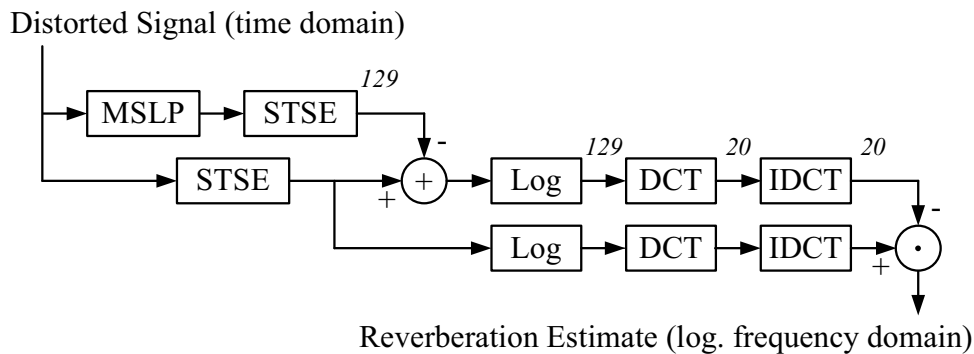 Distorted Signal (time domain)
129
MSLP STSE
-
129 20 20
STSE + + Log DCT IDCT
-
Log DCT IDCT + ·
Reverberation Estimate (log. frequency domain)